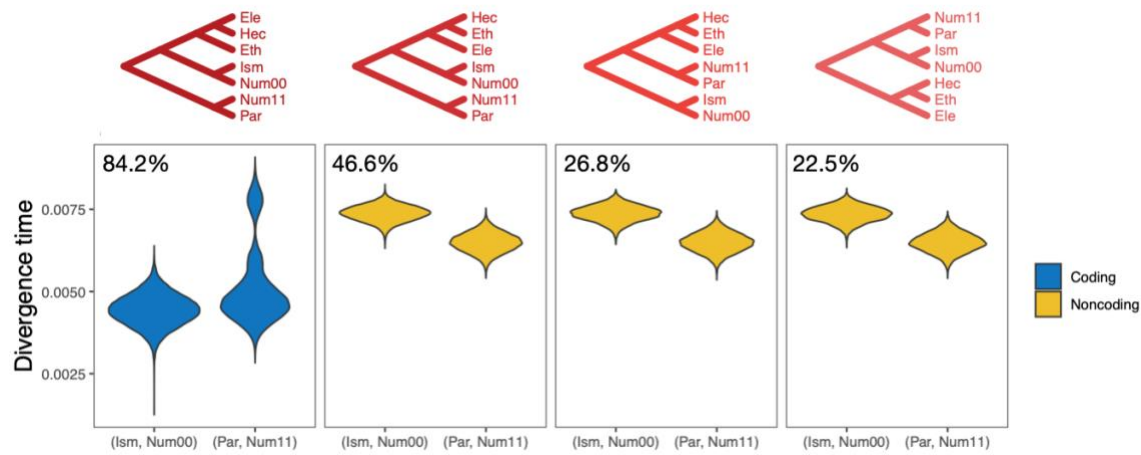 Ele
Hec
Eth
Ism
Num00
Num11
Par
Hec
Eth
Ele
Ism
Num00
Num11
Par
Hec
Eth
Ele
Num11
Par
Ism
Num00
Num11
Par
Ism
Num00
Hec
Eth
Ele
84.2%
46.6%
26.8%
22.5%
Divergence time
0.0075
0.0050
0.0025
(Ism, Num00) (Par, Num11)
(Ism, Num00) (Par, Num11)
(Ism, Num00) (Par, Num11)
(Ism, Num00) (Par, Num11)
Coding
Noncoding